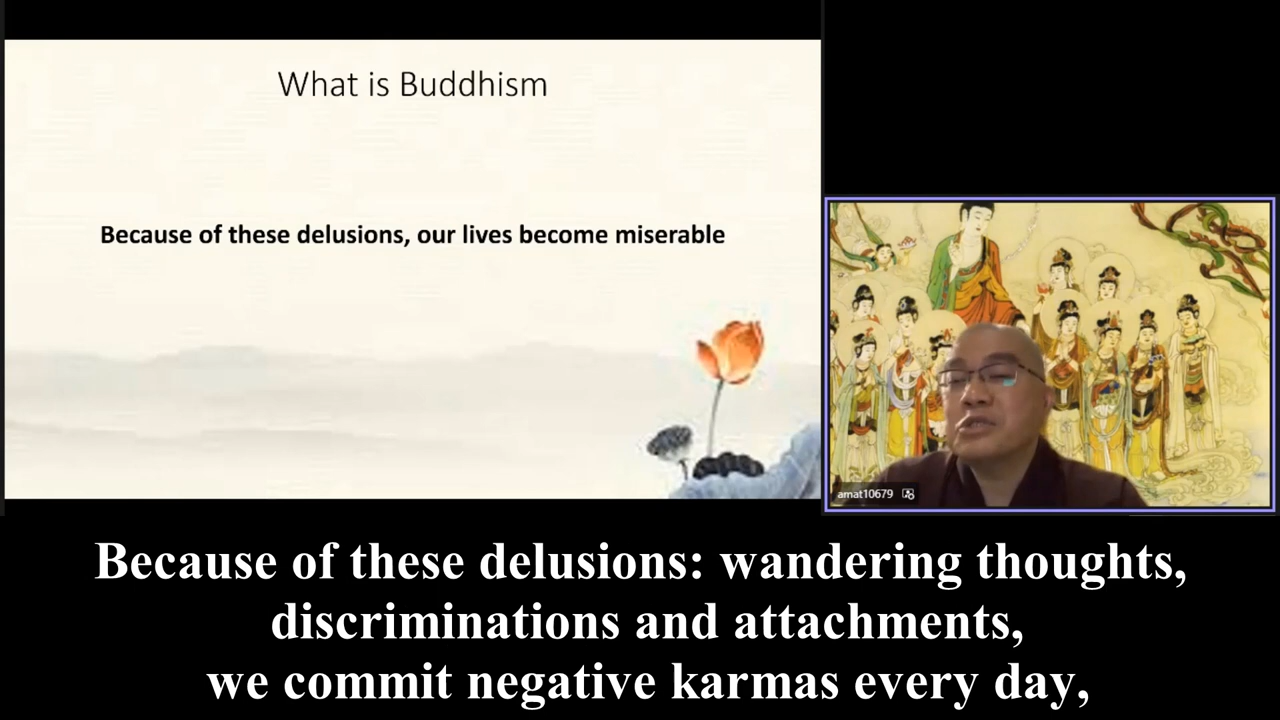 What is Buddhism
Because of these delusions, our lives become miserable
amat10679
Because of these delusions: wandering thoughts,
discriminations and attachments,
we commit negative karmas every day,